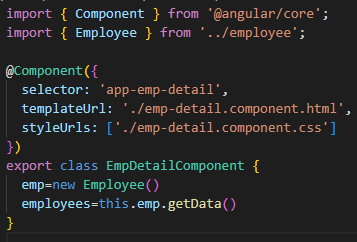 import { Component } from '@angular/core';
import { Employee } from '../employee';
@Component({
  selector: 'app-emp-detail',
  templateUrl: './emp-detail.component.html',
  styleUrls: ['./emp-detail.component.css']
})
export class EmpDetailComponent {
  emp=new Employee()
  employees=this.emp.getData()
}